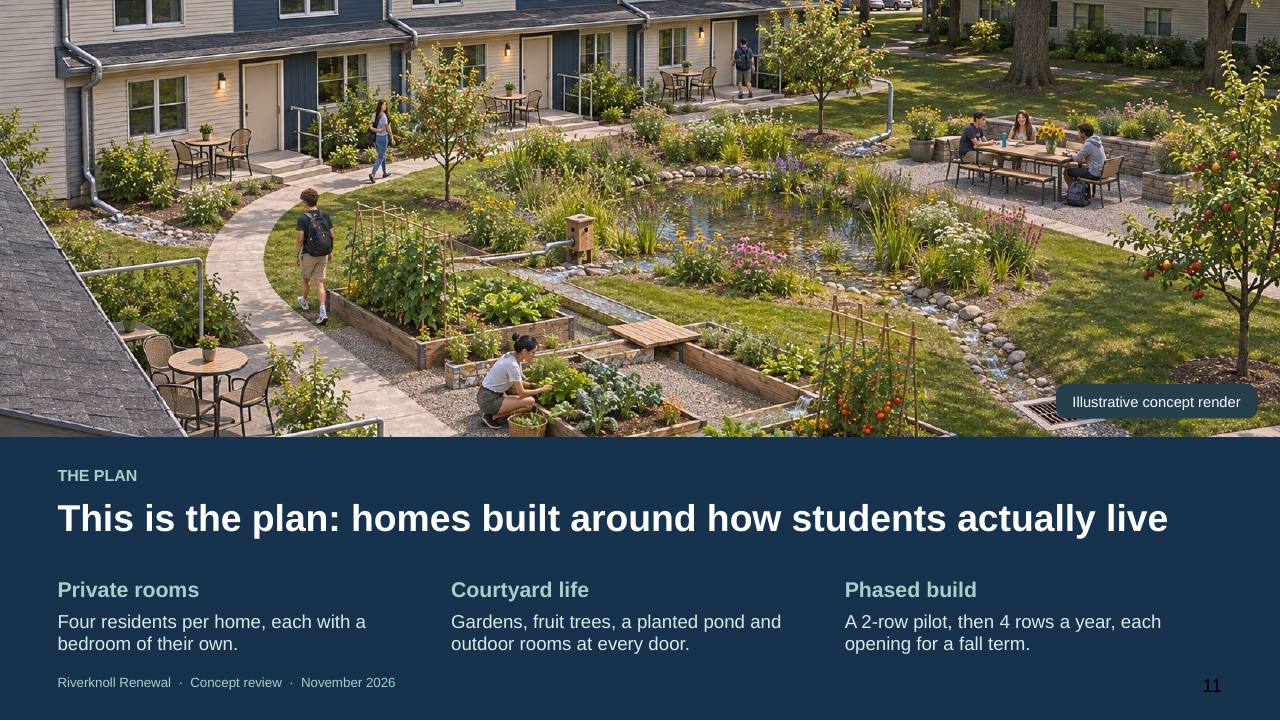 Illustrative concept render
THE PLAN
This is the plan: homes built around how students actually live
Private rooms
Four residents per home, each with a
bedroom of their own.
Courtyard life
Gardens, fruit trees, a planted pond and
outdoor rooms at every door.
Phased build
A 2-row pilot, then 4 rows a year, each
opening for a fall term.
Riverknoll Renewal · Concept review · November 2026
11